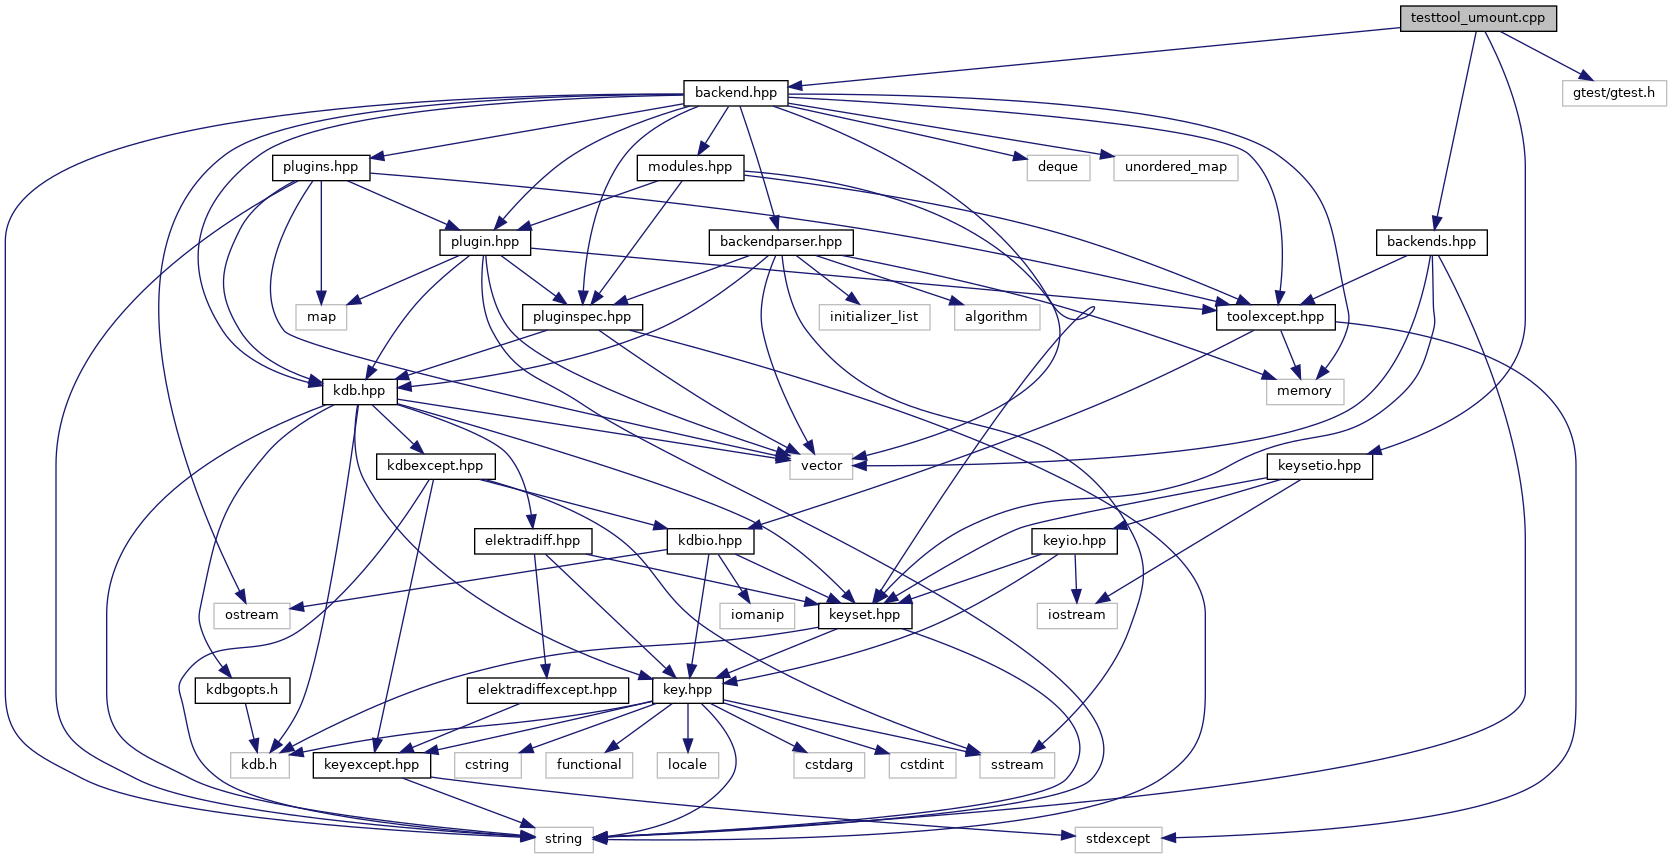 testtool_umount.cpp
backend.hpp
gtest/gtest.h
plugins.hpp
modules.hpp
deque
unordered_map
plugin.hpp
backendparser.hpp
backends.hpp
map
pluginspec.hpp
initializer_list
algorithm
toolexcept.hpp
kdb.hpp
memory
kdbexcept.hpp
vector
keysetio.hpp
elektradiff.hpp
kdbio.hpp
keyio.hpp
ostream
iomanip
keyset.hpp
iostream
kdbgopts.h
elektradiffexcept.hpp
key.hpp
kdb.h
keyexcept.hpp
cstring
functional
locale
cstdarg
cstdint
sstream
string
stdexcept